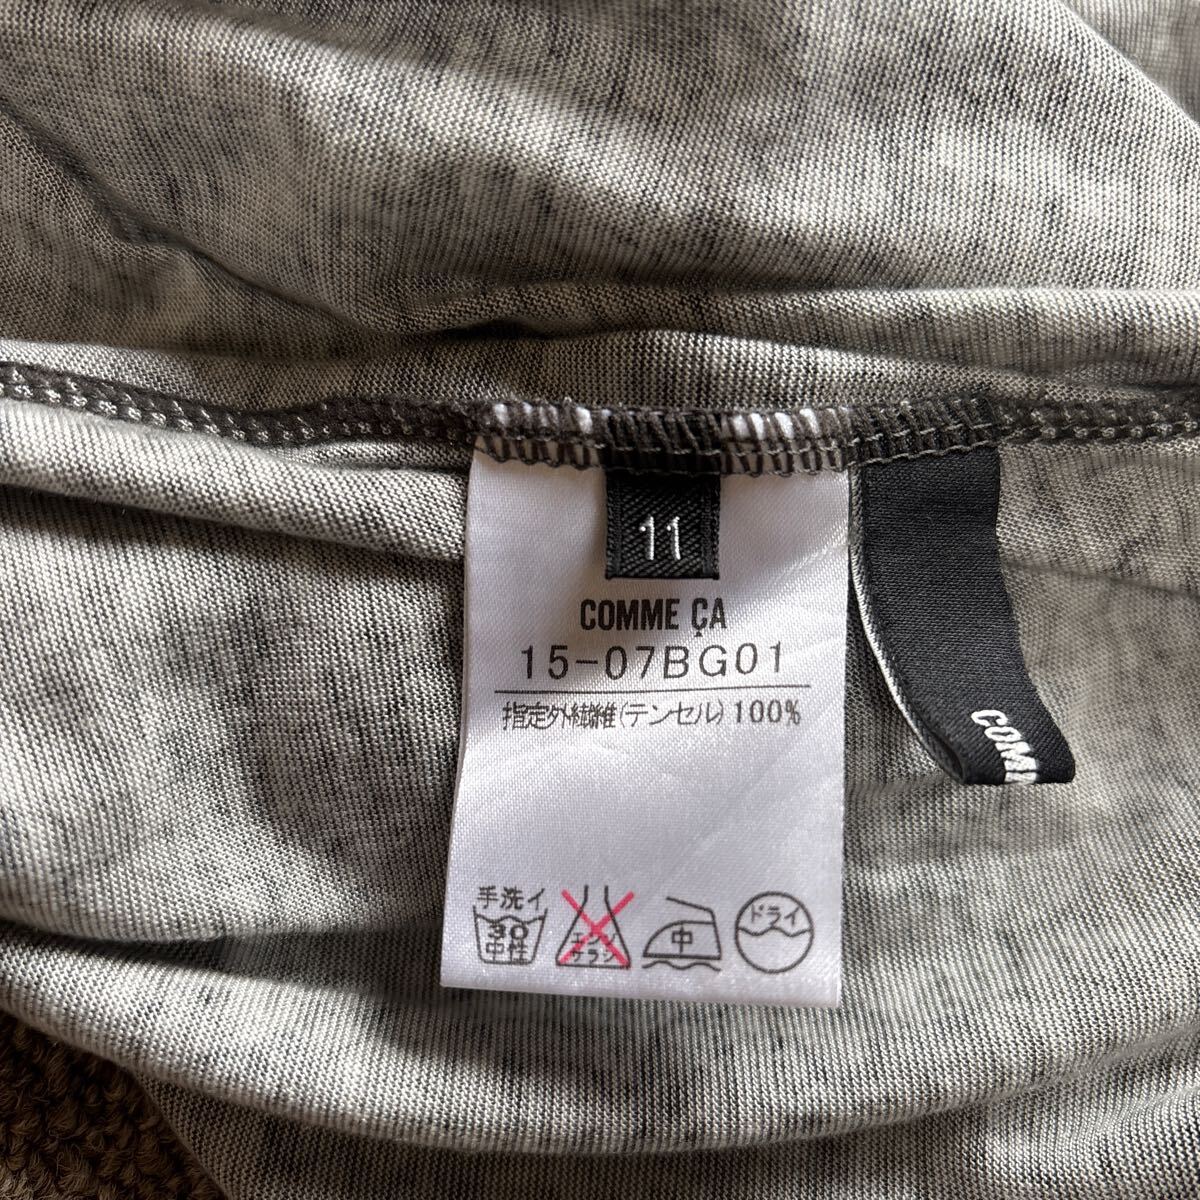 11
COMME ÇA
15-07BG01
指定外繊維(テンセル)100%
手洗イ
30
中性
エンソ
サラシ
中
ドライ